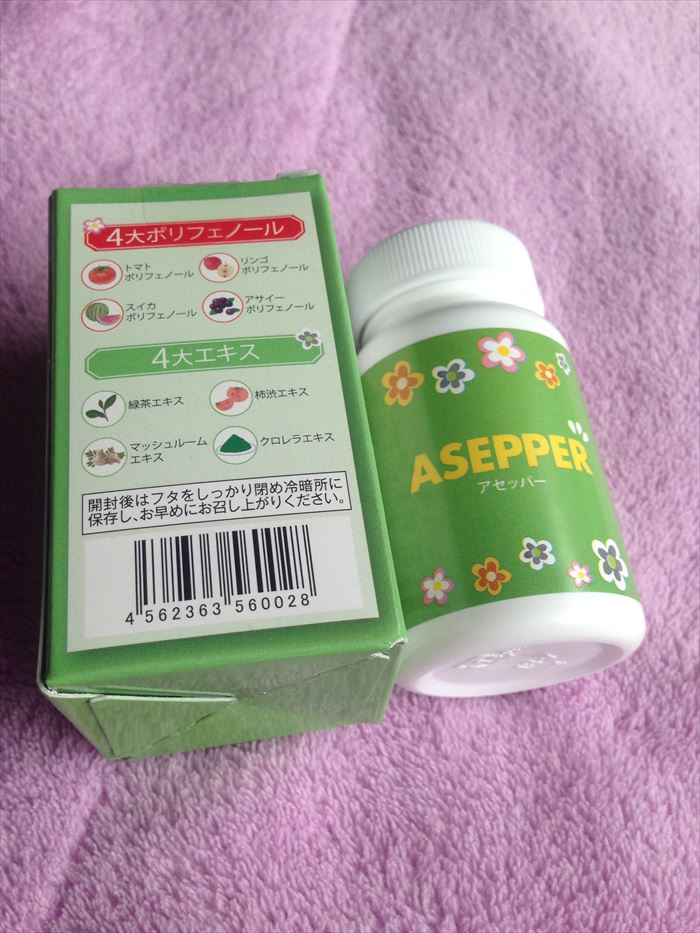 4大ポリフェノール
トマト
ポリフェノール
リンゴ
ポリフェノール
スイカ
ポリフェノール
アサイー
ポリフェノール
4大エキス
緑茶エキス
柿渋エキス
マッシュルーム
エキス
クロレラエキス
開封後はフタをしっかり閉め冷暗所に
保存し、お早めにお召し上がりください。
4 562363 560028
ASEPPER
アセッパー